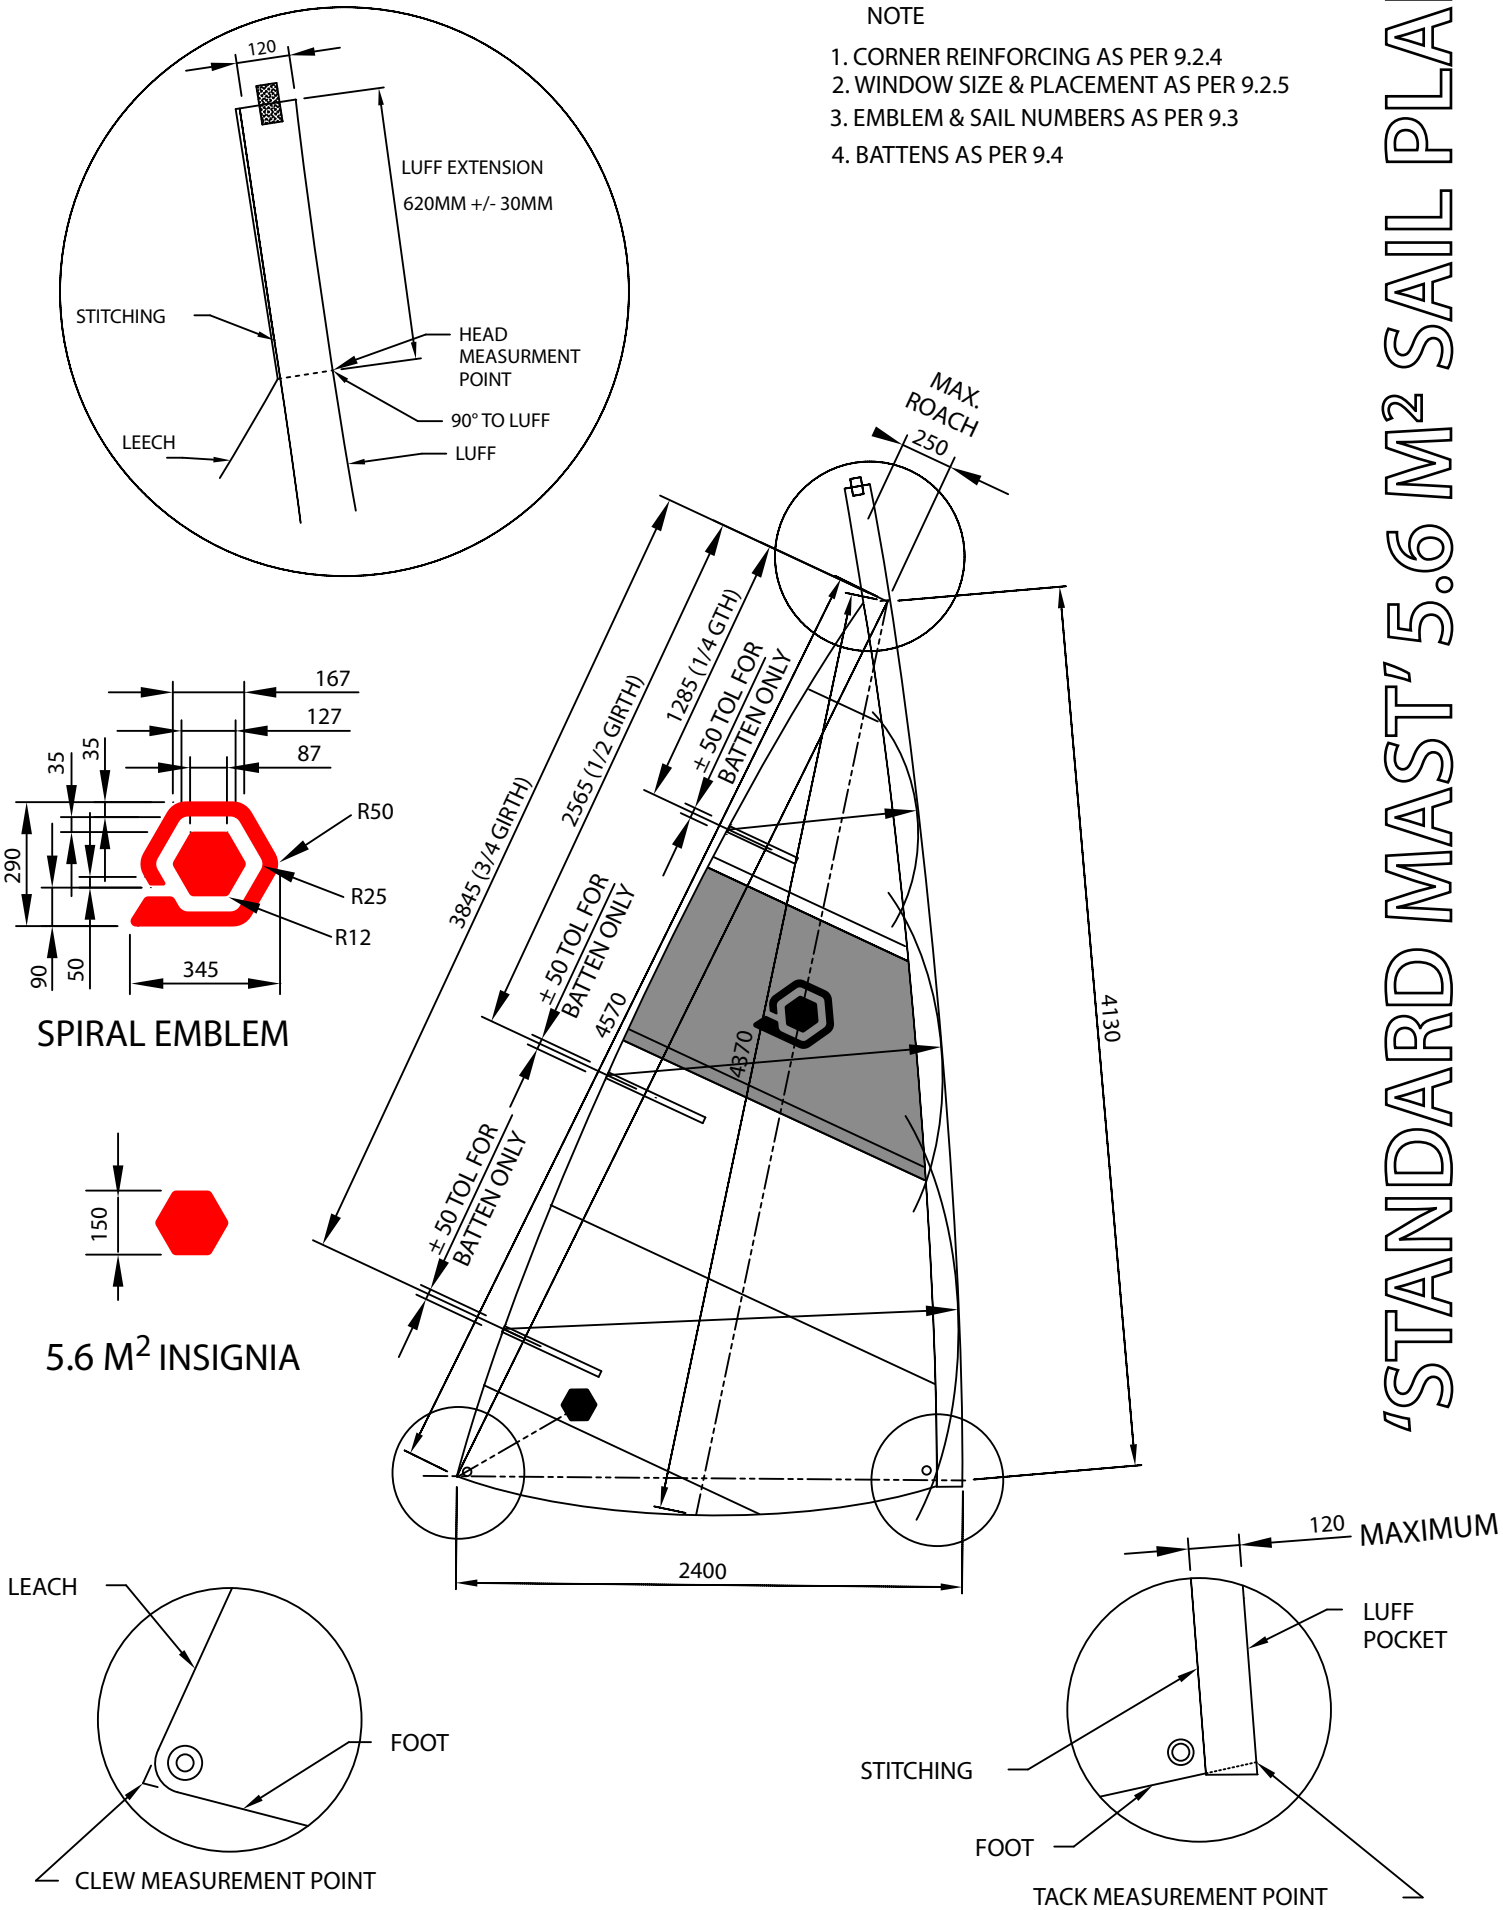 NOTE
1. CORNER REINFORCING AS PER 9.2.4
2. WINDOW SIZE & PLACEMENT AS PER 9.2.5
3. EMBLEM & SAIL NUMBERS AS PER 9.3
4. BATTENS AS PER 9.4
'STANDARD MAST' 5.6 M² SAIL PLA
120
LUFF EXTENSION
620MM +/- 30MM
STITCHING
HEAD
MEASURMENT
POINT
90° TO LUFF
LEECH
LUFF
MAX.
ROACH
250
1285 (1/4 GTH)
± 50 TOL FOR
BATTEN ONLY
2565 (1/2 GIRTH)
± 50 TOL FOR
BATTEN ONLY
3845 (3/4 GIRTH)
± 50 TOL FOR
BATTEN ONLY
4570
4370
4130
2400
167
127
87
35
35
290
90
50
345
R50
R25
R12
SPIRAL EMBLEM
150
5.6 M² INSIGNIA
LEACH
FOOT
CLEW MEASUREMENT POINT
120 MAXIMUM
LUFF
POCKET
STITCHING
FOOT
TACK MEASUREMENT POINT